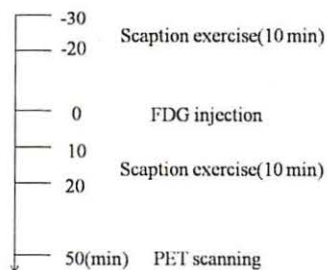 -30
Scaption exercise(10 min)
-20
0 FDG injection
10
Scaption exercise(10 min)
20
50(min) PET scanning